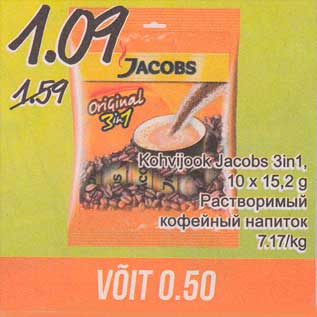 1.09
1.59
JACOBS
Original
3in1
JACOBS
Kohvijook Jacobs 3in1,
10 x 15,2 g
Растворимый
кофейный напиток
7.17/kg
VÕIT 0.50